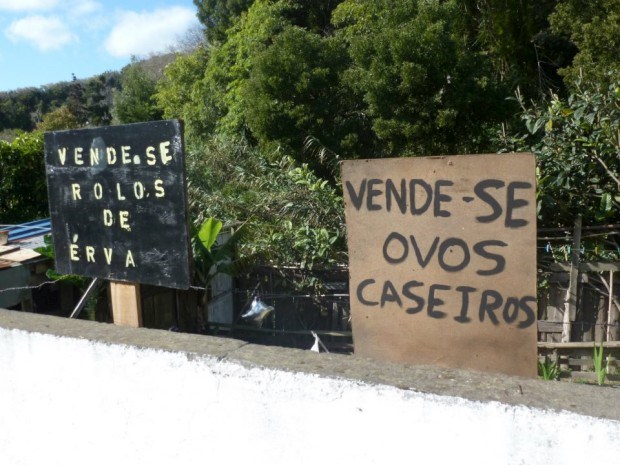 VENDE.SE
ROLOS
DE
ÉRVA
VENDE-SE
OVOS
CASEIROS